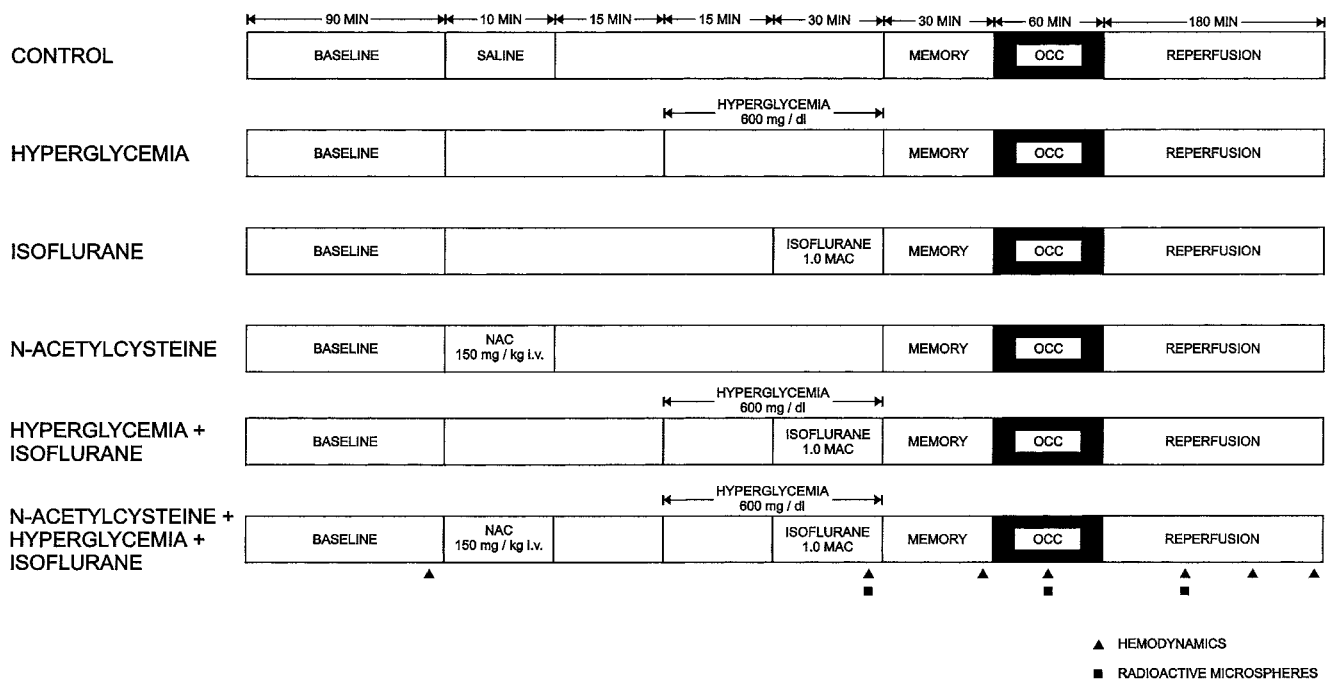 90 MIN 10 MIN 15 MIN 15 MIN 30 MIN 30 MIN 60 MIN 180 MIN
CONTROL BASELINE SALINE MEMORY OCC REPERFUSION
HYPERGLYCEMIA
600 mg / dl
HYPERGLYCEMIA BASELINE MEMORY OCC REPERFUSION
ISOFLURANE BASELINE ISOFLURANE
1.0 MAC MEMORY OCC REPERFUSION
N-ACETYLCYSTEINE BASELINE NAC
150 mg / kg i.v. MEMORY OCC REPERFUSION
HYPERGLYCEMIA
600 mg / dl
HYPERGLYCEMIA +
ISOFLURANE BASELINE ISOFLURANE
1.0 MAC MEMORY OCC REPERFUSION
HYPERGLYCEMIA
600 mg / dl
N-ACETYLCYSTEINE +
HYPERGLYCEMIA +
ISOFLURANE BASELINE NAC
150 mg / kg i.v. ISOFLURANE
1.0 MAC MEMORY OCC REPERFUSION
HEMODYNAMICS
RADIOACTIVE MICROSPHERES